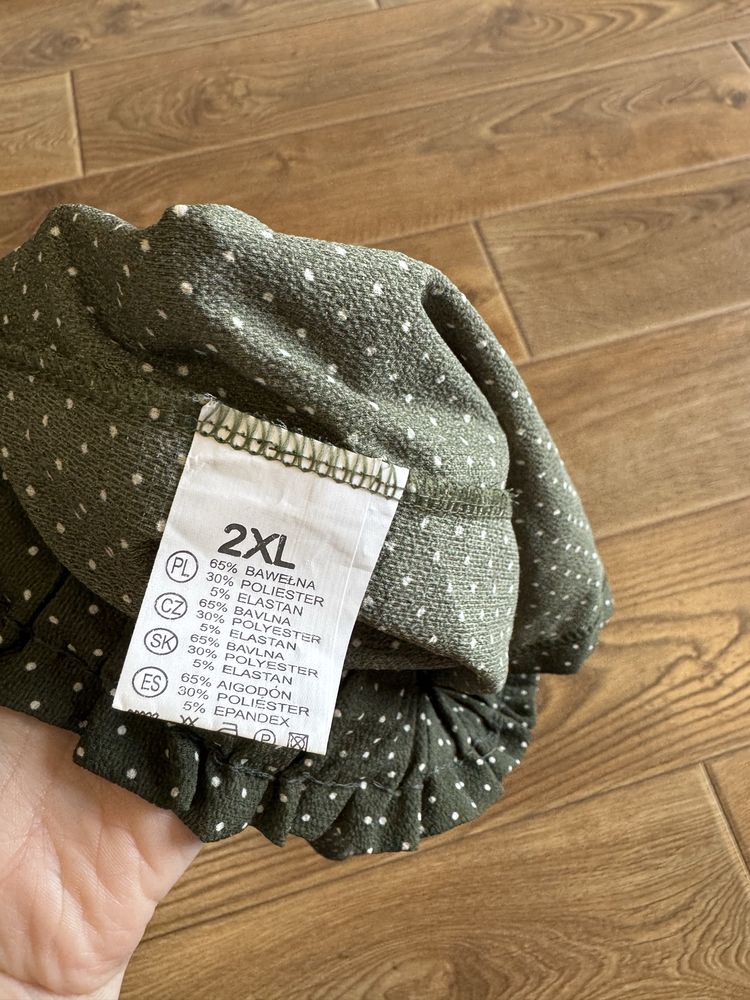 2XL
PL 65% BAWEŁNA
30% POLIESTER
5% ELASTAN
CZ 65% BAVLNA
30% POLYESTER
5% ELASTAN
SK 65% BAVLNA
30% POLYESTER
5% ELASTAN
ES 65% AIGODÓN
30% POLIÉSTER
5% EPANDEX
P